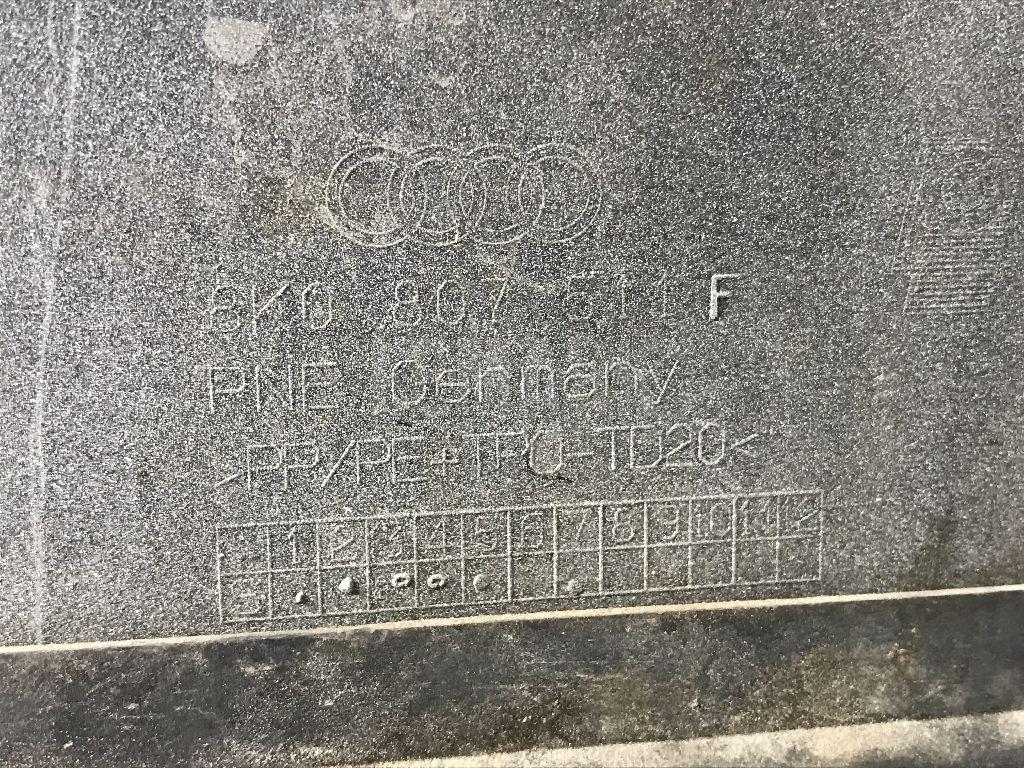 8K0 807 511 F
PNE Germany
>PP/PE+TPO-TD20<
1 2 3 4 5 6 7 8 9 10 11 12